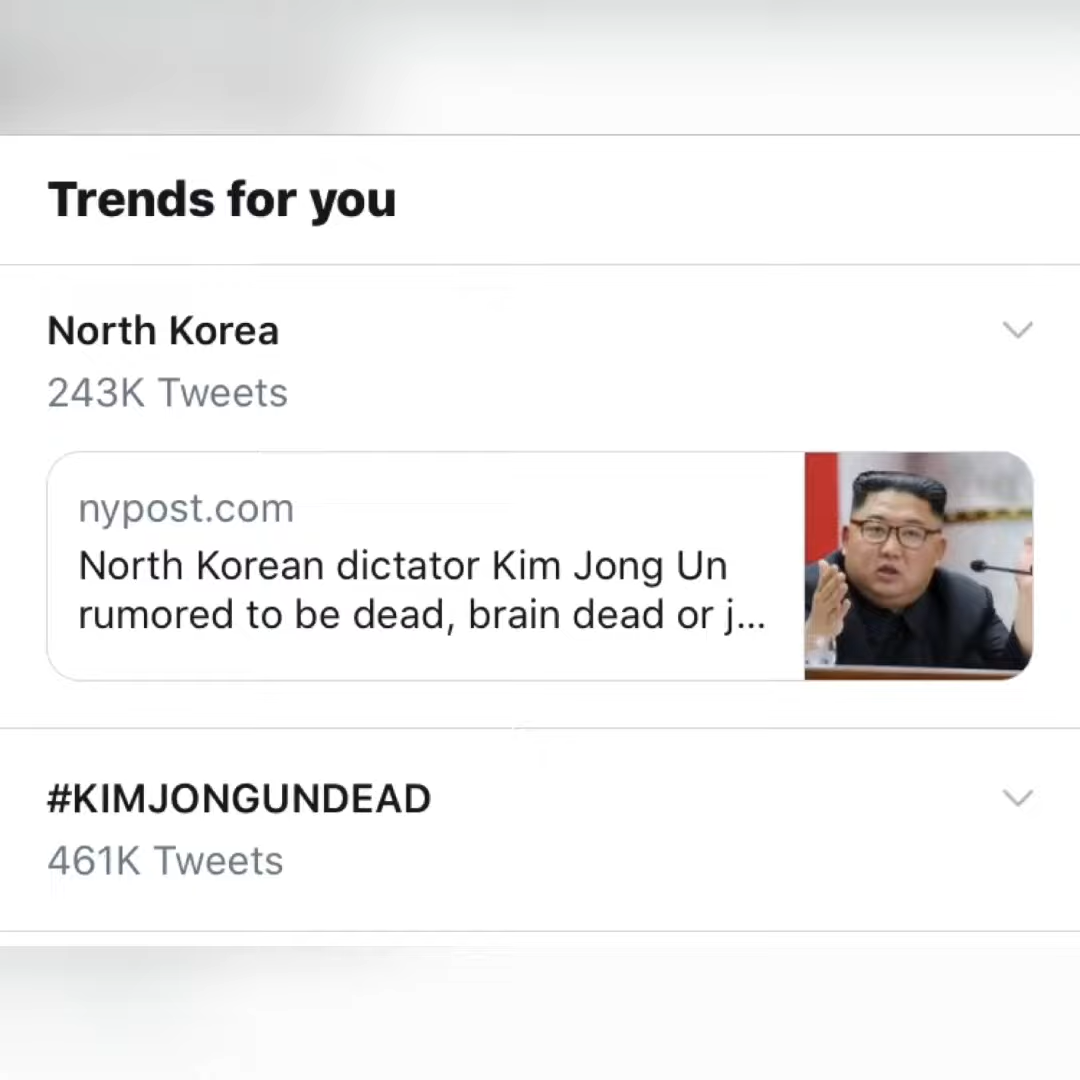 Trends for you
North Korea
243K Tweets
nypost.com
North Korean dictator Kim Jong Un
rumored to be dead, brain dead or j...
#KIMJONGUNDEAD
461K Tweets